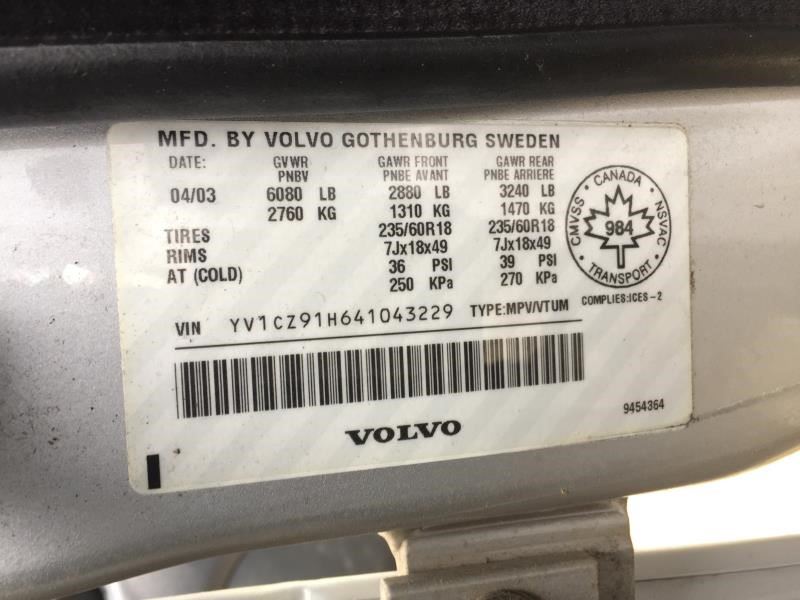 MFD. BY VOLVO GOTHENBURG SWEDEN
DATE: GVWR GAWR FRONT GAWR REAR
PNBV PNBE AVANT PNBE ARRIERE
04/03 6080 LB 2880 LB 3240 LB
2760 KG 1310 KG 1470 KG
TIRES 235/60R18 235/60R18
RIMS 7Jx18x49 7Jx18x49
AT (COLD) 36 PSI 39 PSI
250 KPa 270 KPa
CANADA
CMVSS 984 NSVAC
TRANSPORT
COMPLIES:ICES-2
VIN YV1CZ91H641043229 TYPE:MPV/VTUM
9454364
VOLVO